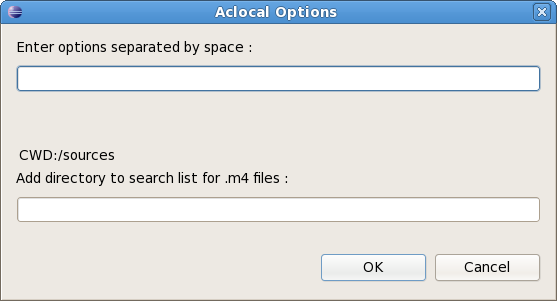 Aclocal Options
Enter options separated by space :
CWD:/sources
Add directory to search list for .m4 files :
OK
Cancel